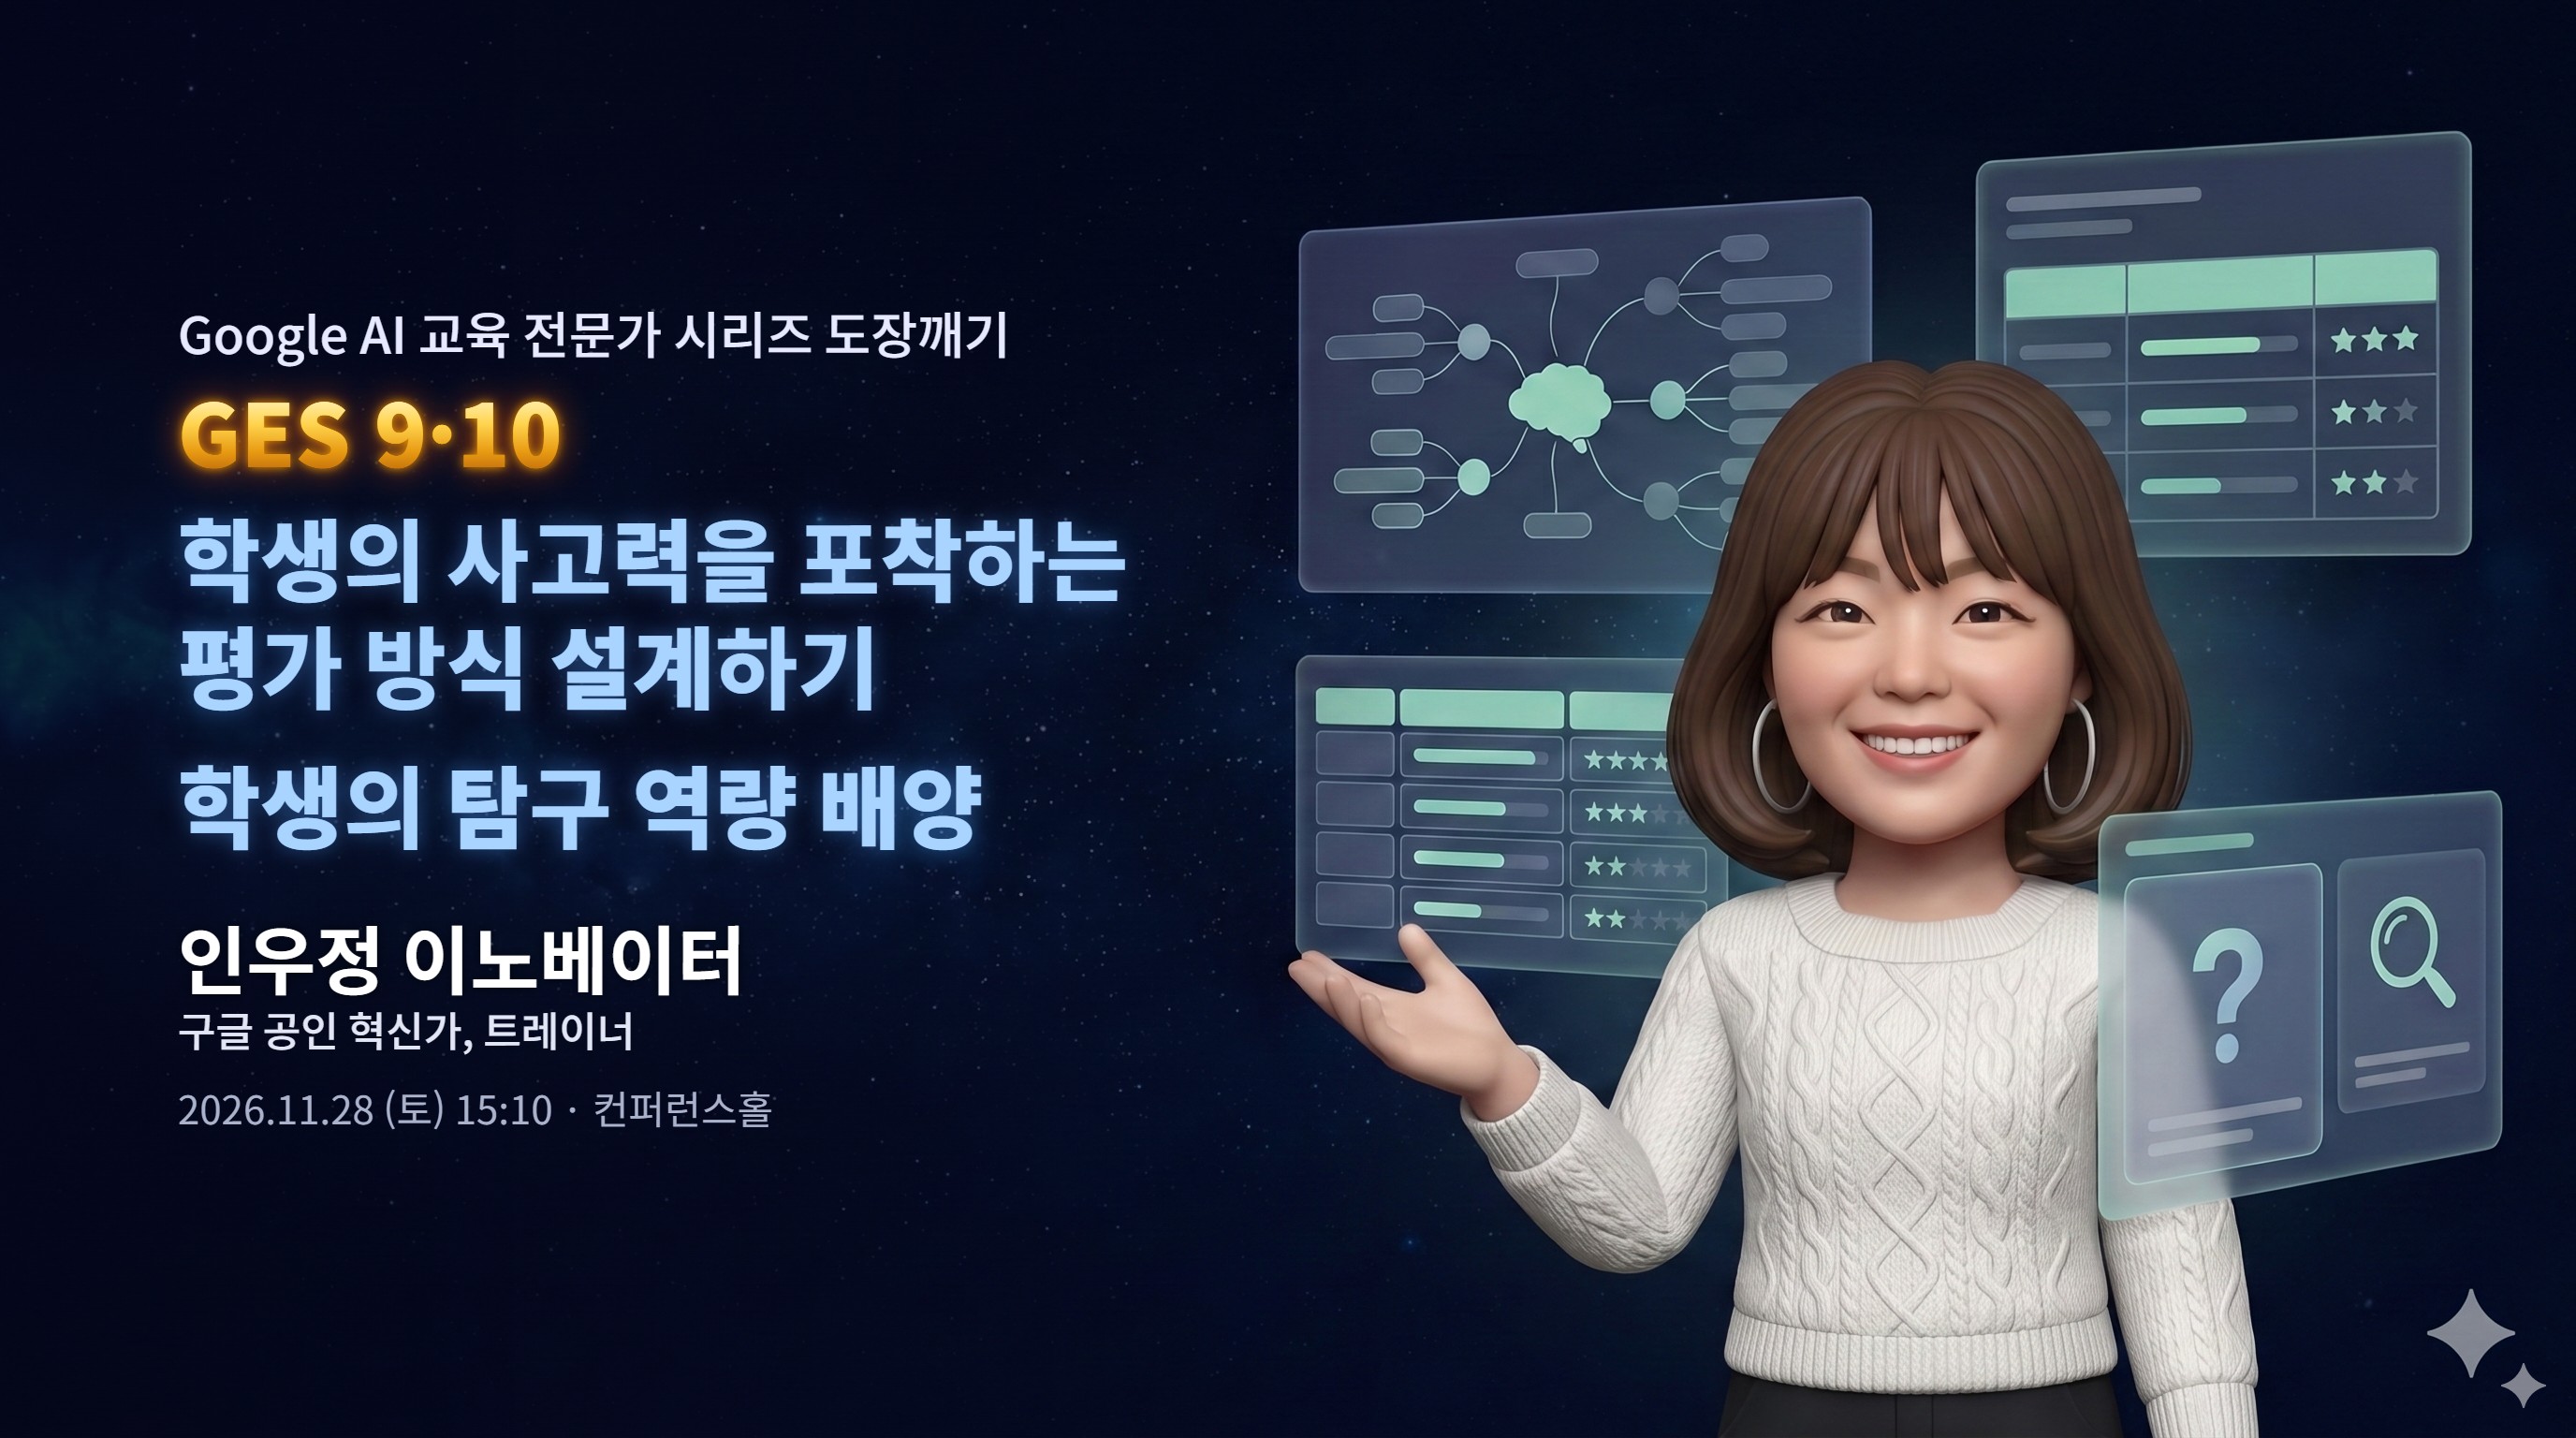 Google AI 교육 전문가 시리즈 도장깨기
GES 9·10
학생의 사고력을 포착하는
평가 방식 설계하기
학생의 탐구 역량 배양
인우정 이노베이터
구글 공인 혁신가, 트레이너
2026.11.28 (토) 15:10 · 컨퍼런스홀
?